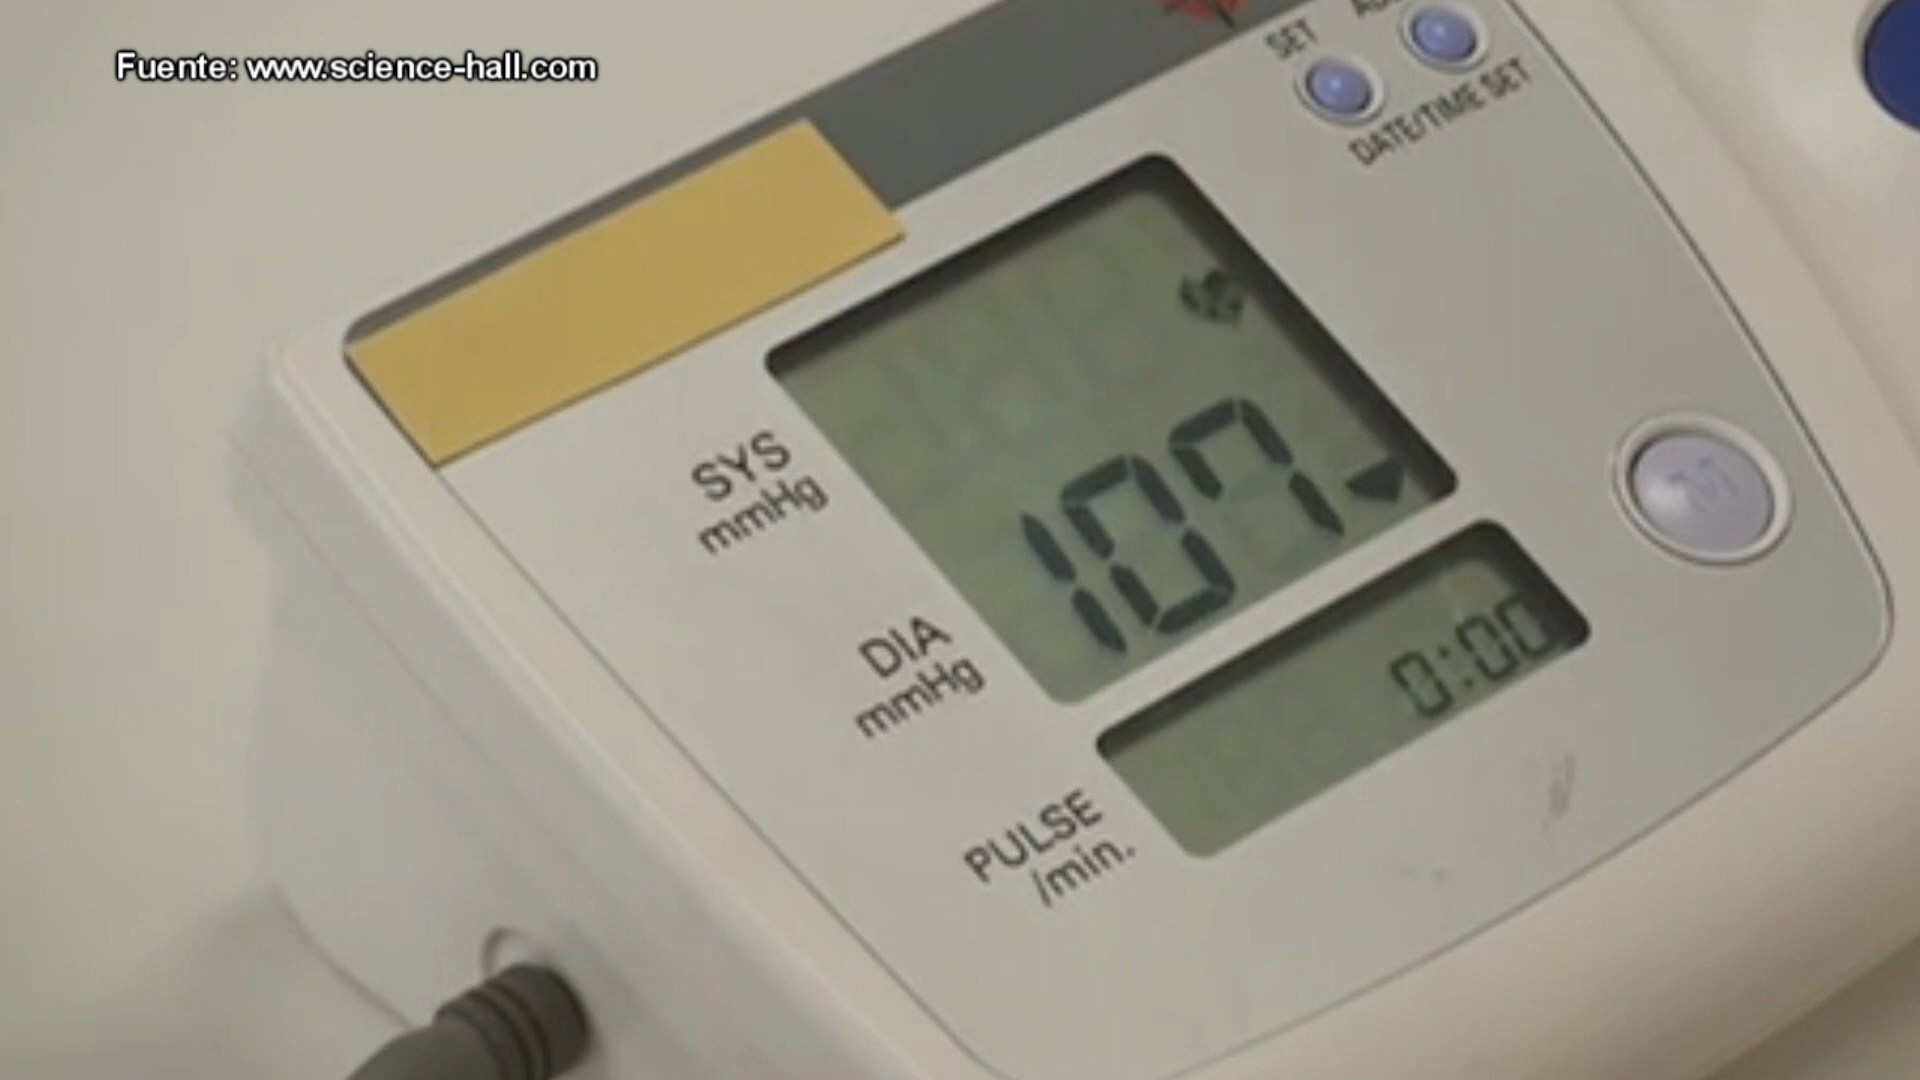 Fuente: www.science-hall.com
SET
DATE/TIME SET
SYS
mmHg
107
M
DIA
mmHg
0:00
PULSE
/min.